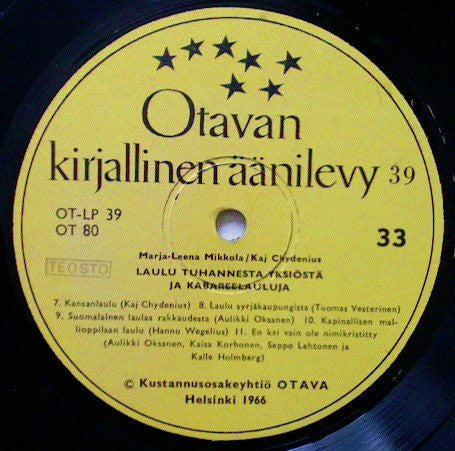 Otavan
kirjallinen äänilevy 39
OT-LP 39
OT 80
33
TEOSTO
Marja-Leena Mikkola/Kaj Chydenius
LAULU TUHANNESTA YKSIÖSTÄ
JA KABAREELAULUJA
7. Kansanlaulu (Kaj Chydenius) 8. Laulu syrjäkaupungista (Tuomas Vesterinen)
9. Suomalainen laulaa rakkaudesta (Aulikki Oksanen) 10. Kapinallisen mal-
lioppilaan laulu (Hannu Wegelius) 11. En kai vain ole nimikristitty
(Aulikki Oksanen, Kaisa Korhonen, Seppo Lehtonen ja
Kalle Holmberg)
© Kustannusosakeyhtiö OTAVA
Helsinki 1966